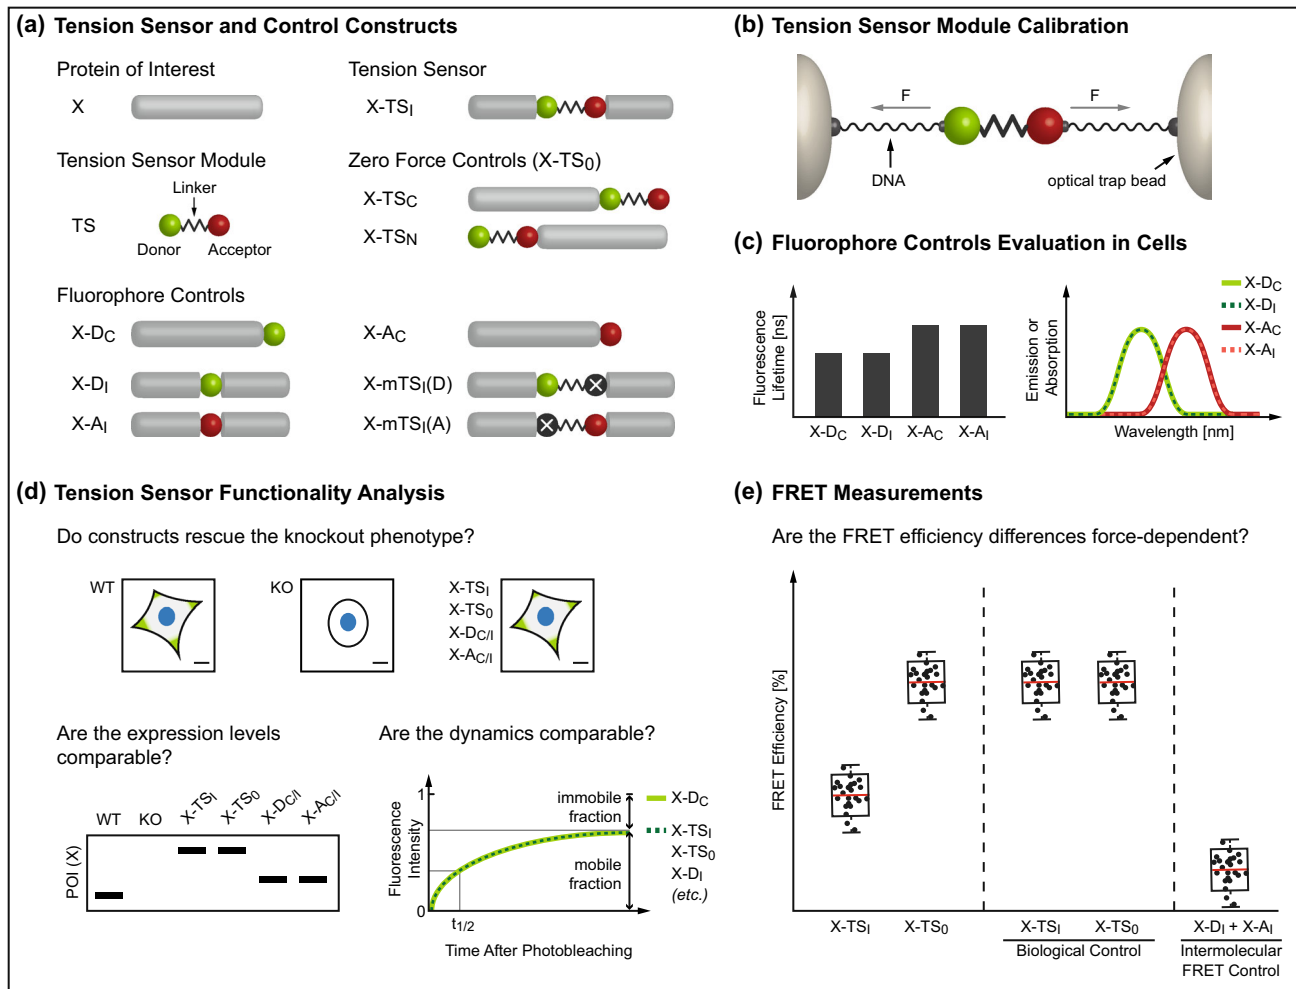 (a) Tension Sensor and Control Constructs
Protein of Interest
X
Tension Sensor
X-TSI
Tension Sensor Module
Linker
TS
Donor
Acceptor
Zero Force Controls (X-TS0)
X-TSC
X-TSN
Fluorophore Controls
X-DC
X-AC
X-DI
X-mTSI(D)
X-AI
X-mTSI(A)
(b) Tension Sensor Module Calibration
F
F
DNA
optical trap bead
(c) Fluorophore Controls Evaluation in Cells
Fluorescence
Lifetime [ns]
X-DC
X-DI
X-AC
X-AI
Emission or
Absorption
Wavelength [nm]
X-DC
X-DI
X-AC
X-AI
(d) Tension Sensor Functionality Analysis
Do constructs rescue the knockout phenotype?
WT
KO
X-TSI
X-TS0
X-DC/I
X-AC/I
Are the expression levels
comparable?
WT
KO
X-TSI
X-TS0
X-DC/I
X-AC/I
POI (X)
Are the dynamics comparable?
Fluorescence
Intensity
1
0
t1/2
Time After Photobleaching
immobile
fraction
mobile
fraction
X-DC
X-TSI
X-TS0
X-DI
(etc.)
(e) FRET Measurements
Are the FRET efficiency differences force-dependent?
FRET Efficiency [%]
X-TSI
X-TS0
X-TSI
X-TS0
Biological Control
X-DI + X-AI
Intermolecular
FRET Control